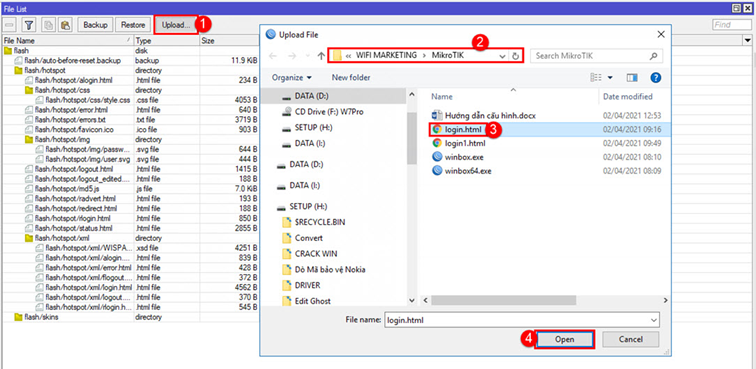 File List
Backup Restore Upload... 1 Find
File Name Type Size
flash disk
flash/auto-before-reset.backup backup 11.9 KiB
flash/hotspot directory
flash/hotspot/alogin.html .html file 234 B
flash/hotspot/css directory
flash/hotspot/css/style.css .css file 4053 B
flash/hotspot/error.html .html file 640 B
flash/hotspot/errors.txt .txt file 3719 B
flash/hotspot/favicon.ico .ico file 903 B
flash/hotspot/img directory
flash/hotspot/img/passw... .svg file 644 B
flash/hotspot/img/user.svg .svg file 444 B
flash/hotspot/logout.html .html file 1415 B
flash/hotspot/logout_edited... .html file 980 B
flash/hotspot/md5.js .js file 7.0 KiB
flash/hotspot/radvert.html .html file 193 B
flash/hotspot/redirect.html .html file 188 B
flash/hotspot/rlogin.html .html file 850 B
flash/hotspot/status.html .html file 2855 B
flash/hotspot/xml directory
flash/hotspot/xml/WISPA... .xsd file 4251 B
flash/hotspot/xml/alogin.... .html file 839 B
flash/hotspot/xml/error.html .html file 428 B
flash/hotspot/xml/flogout.... .html file 372 B
flash/hotspot/xml/login.html .html file 4562 B
flash/hotspot/xml/logout.... .html file 370 B
flash/hotspot/xml/rlogin.h... .html file 545 B
flash/skins directory
Upload File
2
« WIFI MARKETING › MikroTIK Search MikroTIK
Organize New folder
DATA (D:)
CD Drive (F:) W7Pro
SETUP (H:)
DATA (I:)
DATA (D:)
DATA (I:)
SETUP (H:)
$RECYCLE.BIN
Convert
CRACK WIN
Dò Mã bảo vệ Nokia
DRIVER
Edit Ghost
Name Date modified
Hướng dẫn cấu hình.docx 02/04/2021 12:53
login.html 3 02/04/2021 09:16
login1.html 02/04/2021 09:49
winbox.exe 02/04/2021 08:10
winbox64.exe 02/04/2021 08:09
File name: login.html
4 Open Cancel